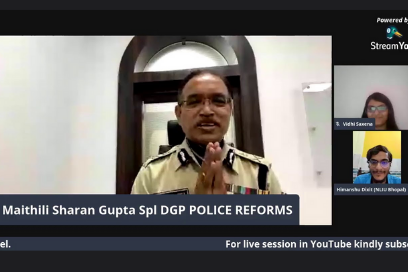 Powered by
StreamYa
Vidhi Saxena
Himanshu Dixit (NLIU Bhopal)
Maithili Sharan Gupta Spl DGP POLICE REFORMS
el.
For live session in YouTube kindly subsc